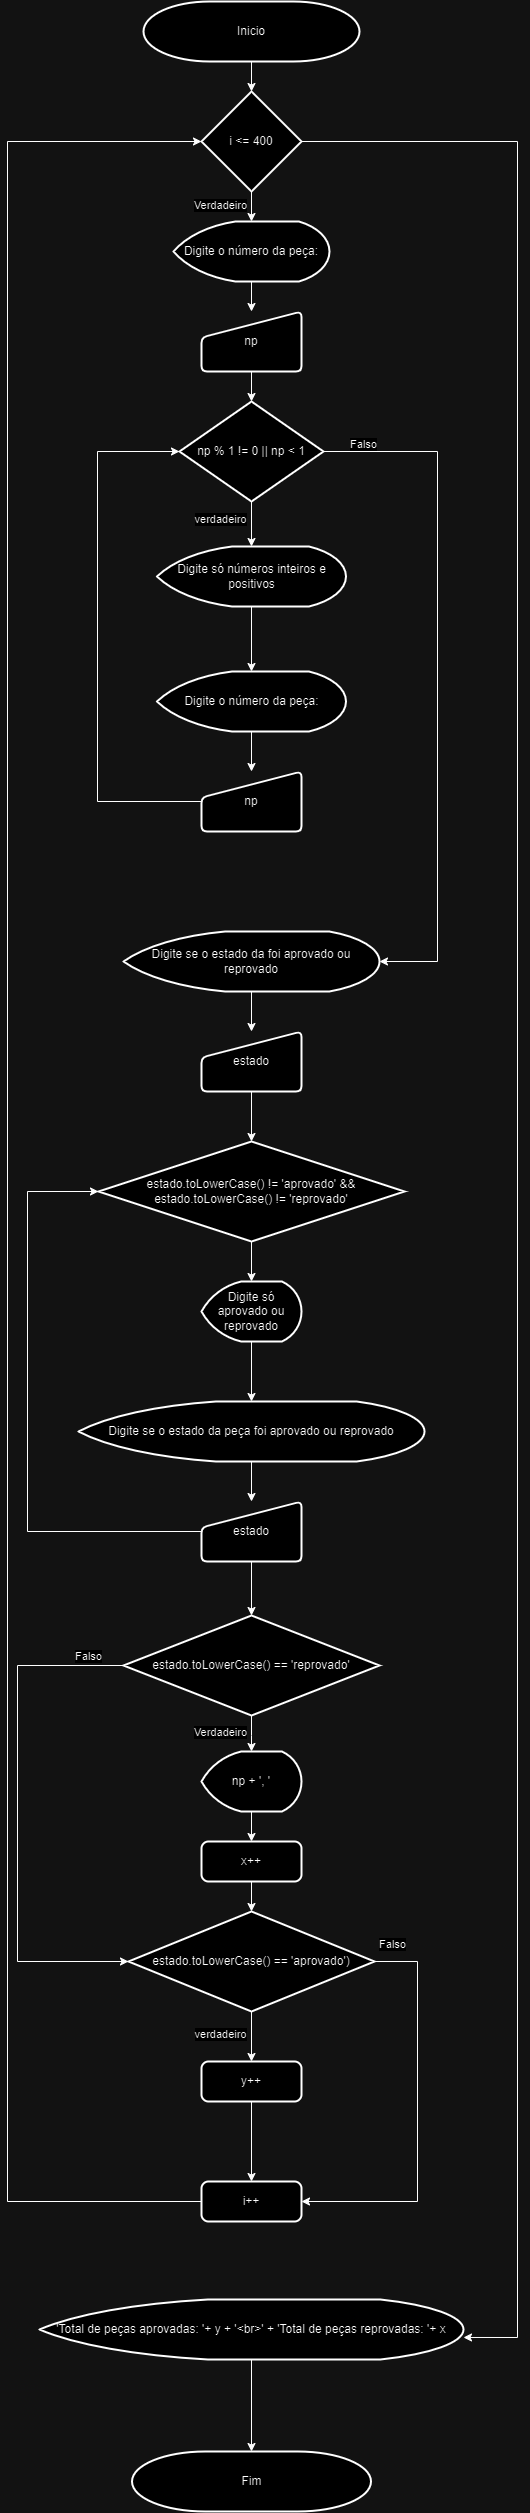 Inicio
i <= 400
Verdadeiro
Digite o número da peça:
np
Falso
np % 1 != 0 || np < 1
verdadeiro
Digite só números inteiros e
positivos
Digite o número da peça:
np
Digite se o estado da foi aprovado ou
reprovado
estado
estado.toLowerCase() != 'aprovado' &&
estado.toLowerCase() != 'reprovado'
Digite só
aprovado ou
reprovado
Digite se o estado da peça foi aprovado ou reprovado
estado
Falso
estado.toLowerCase() == 'reprovado'
Verdadeiro
np + ', '
x++
Falso
estado.toLowerCase() == 'aprovado')
verdadeiro
y++
i++
'Total de peças aprovadas: '+ y + '<br>' + 'Total de peças reprovadas: '+ x
Fim